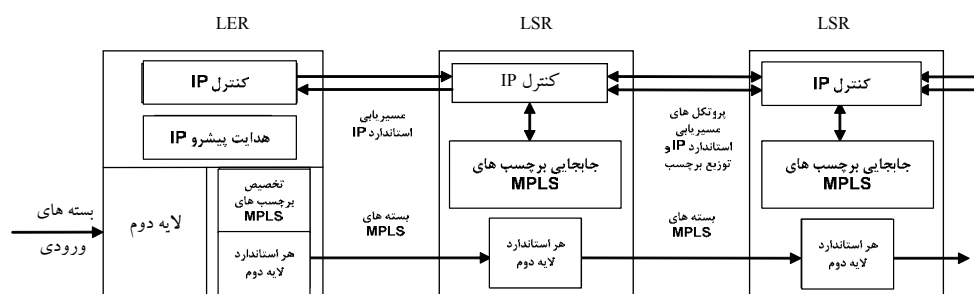 LER
LSR
LSR
کنترل IP
کنترل IP
کنترل IP
هدایت پیشرو IP
مسیریابی
استاندارد IP
پروتکل های
مسیریابی
استاندارد IP و
توزیع برچسب
جابجایی برچسب های
MPLS
جابجایی برچسب های
MPLS
تخصیص
برچسب های
MPLS
لایه دوم
بسته های
ورودی
بسته های
MPLS
بسته های
MPLS
هر استاندارد
لایه دوم
هر استاندارد
لایه دوم
هر استاندارد
لایه دوم